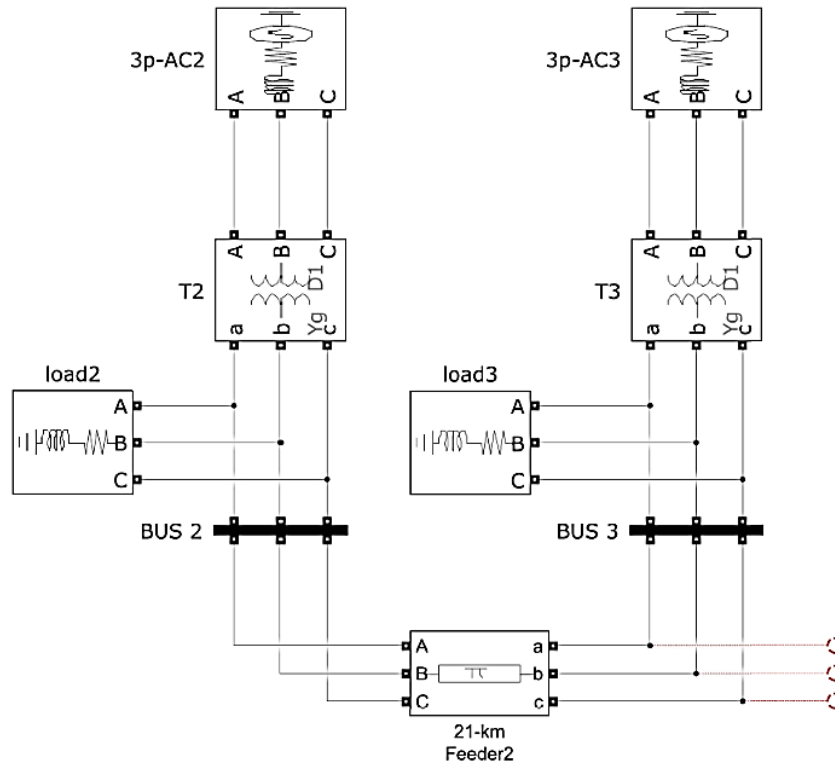 3p-AC2
A B C
3p-AC3
A B C
A B C
T2
D1
Yg
a b c
A B C
T3
D1
Yg
a b c
load2
A
B
C
load3
A
B
C
BUS 2
BUS 3
A a
B b
C c
21-km
Feeder2